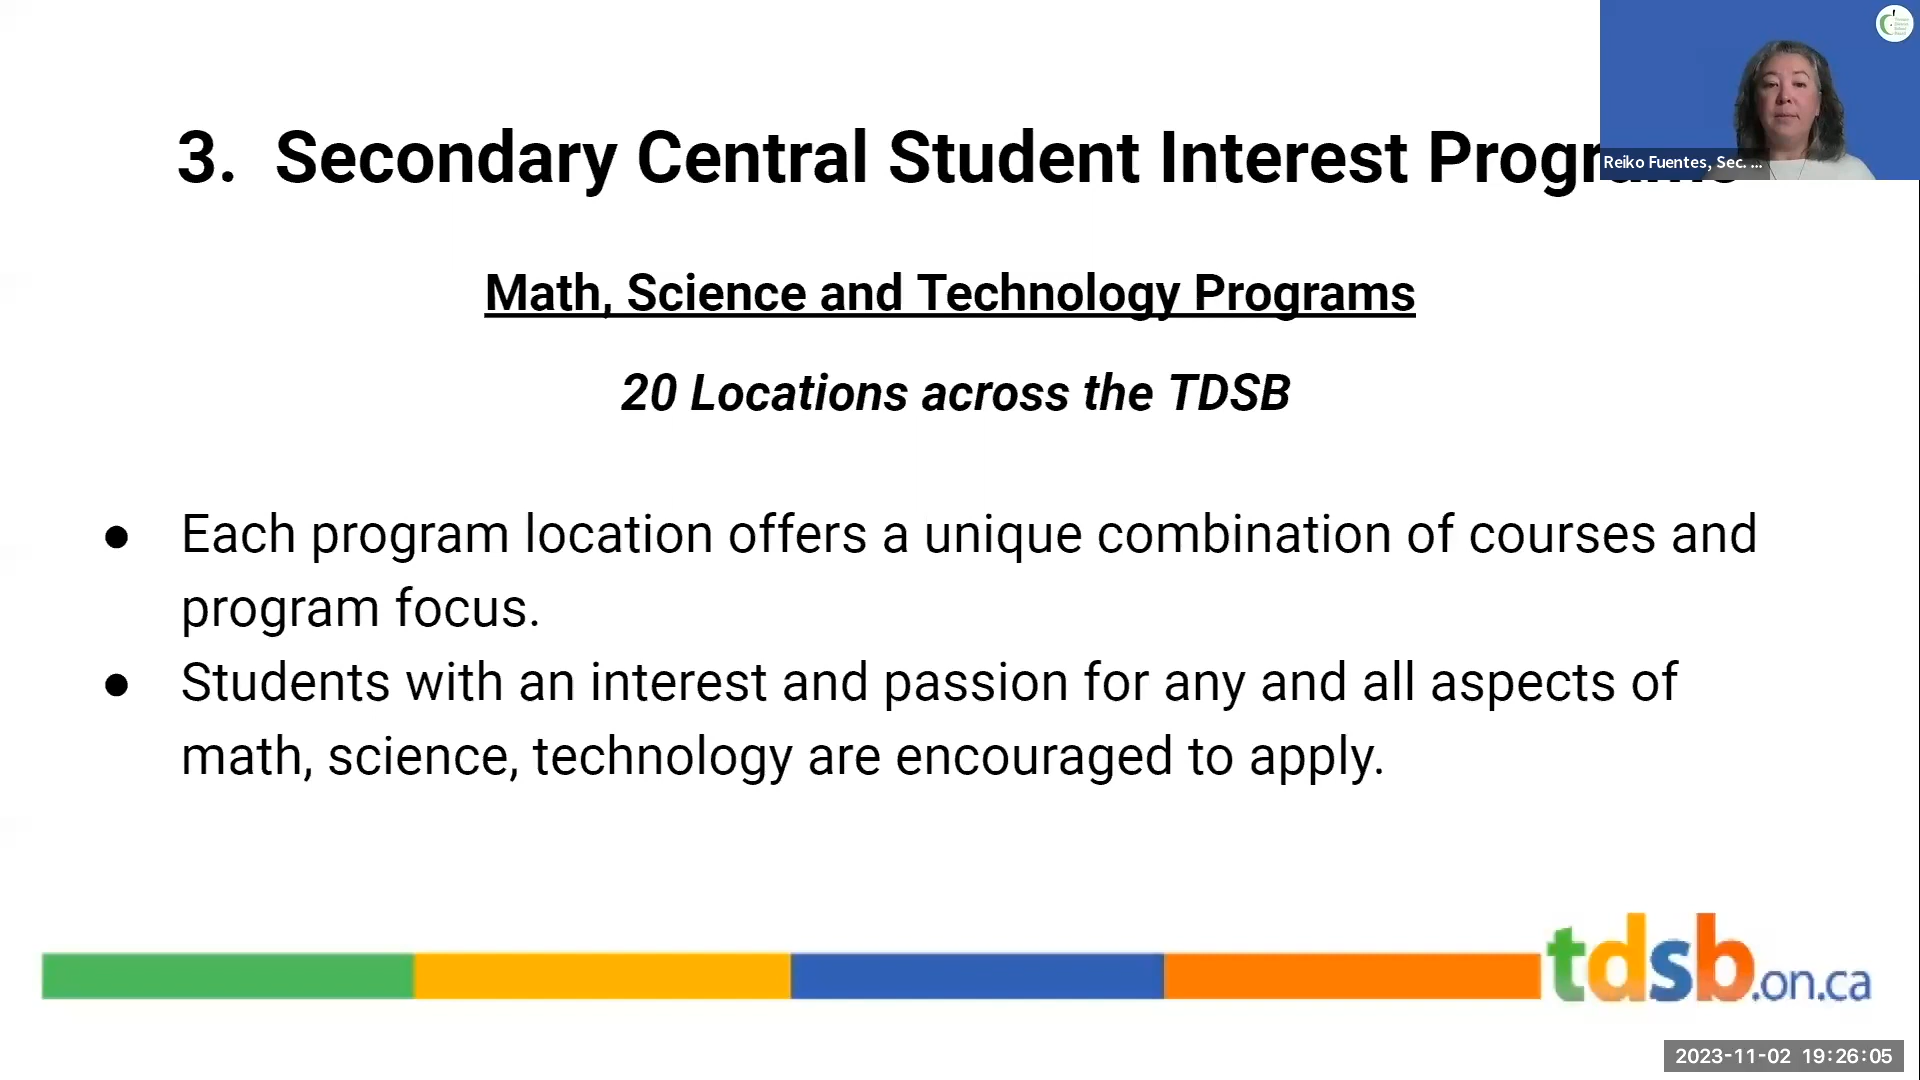 3. Secondary Central Student Interest Progr
Reiko Fuentes, Sec. ...
Math, Science and Technology Programs
20 Locations across the TDSB
● Each program location offers a unique combination of courses and
program focus.
● Students with an interest and passion for any and all aspects of
math, science, technology are encouraged to apply.
tdsb.on.ca
2023-11-02 19:26:05